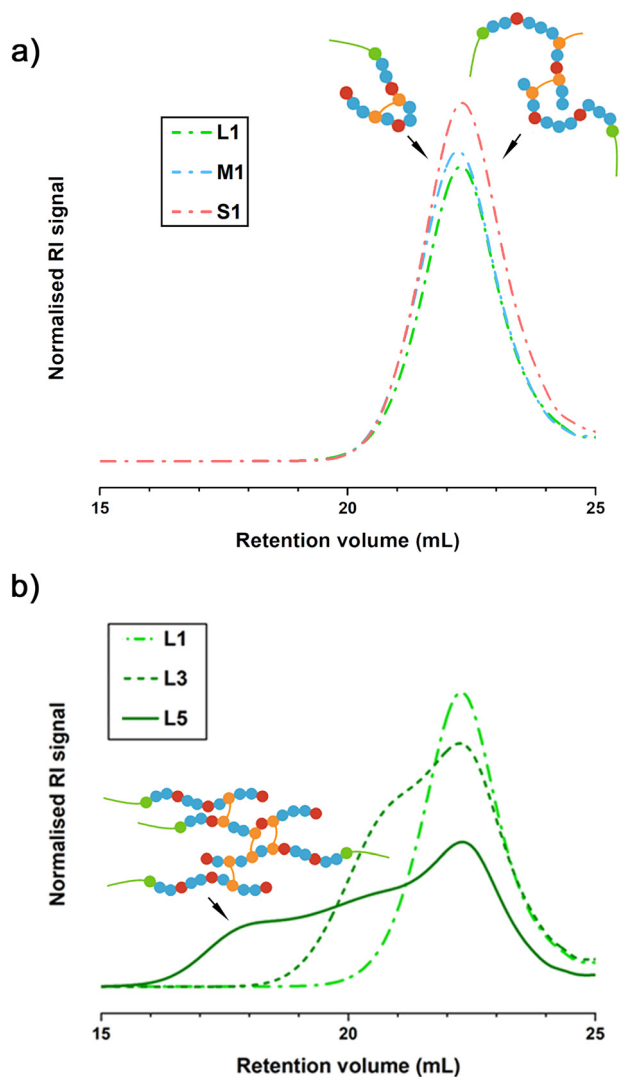 a)
L1
M1
S1
Normalised RI signal
15
20
25
Retention volume (mL)
b)
L1
L3
L5
Normalised RI signal
15
20
25
Retention volume (mL)